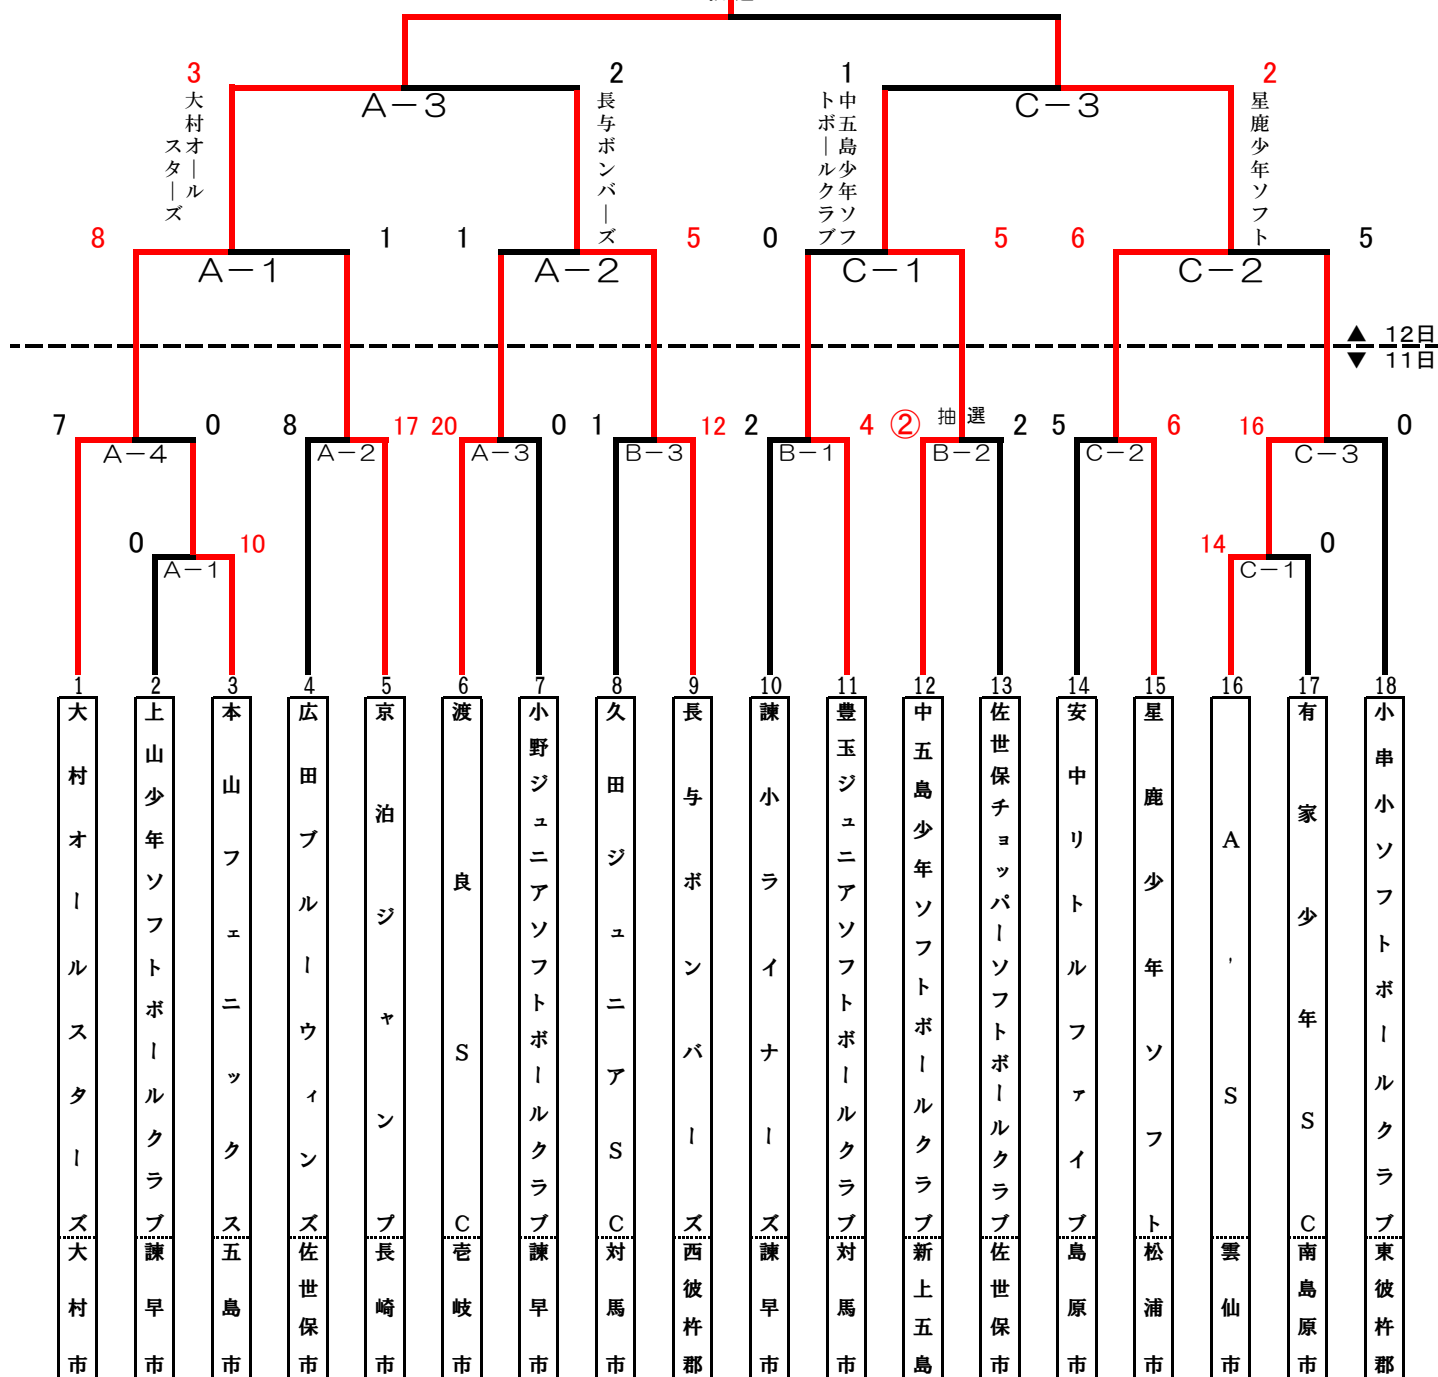 3
2
1
2
A-3
C-3
大村オールスターズ
長与ボンバーズ
中五島少年ソフトボールクラブ
星鹿少年ソフト
8
1
1
5
0
5
6
5
A-1
A-2
C-1
C-2
▲ 12日
▼ 11日
7
0
8
17
20
0
1
12
2
4
②
抽選
2
5
6
16
0
A-4
A-2
A-3
B-3
B-1
B-2
C-2
C-3
0
10
14
0
A-1
C-1
1
2
3
4
5
6
7
8
9
10
11
12
13
14
15
16
17
18
大村オールスターズ
上山少年ソフトボールクラブ
本山フェニックス
広田ブルーウィンズ
京泊ジャンプ
渡良SC
小野ジュニアソフトボールクラブ
久田ジュニアSC
長与ボンバーズ
諫小ライナーズ
豊玉ジュニアソフトボールクラブ
中五島少年ソフトボールクラブ
佐世保チョッパーソフトボールクラブ
安中リトルファイブ
星鹿少年ソフト
A'S
有家少年SC
小串小ソフトボールクラブ
大村市
諫早市
五島市
佐世保市
長崎市
壱岐市
諫早市
対馬市
西彼杵郡
諫早市
対馬市
新上五島
佐世保市
島原市
松浦市
雲仙市
南島原市
東彼杵郡